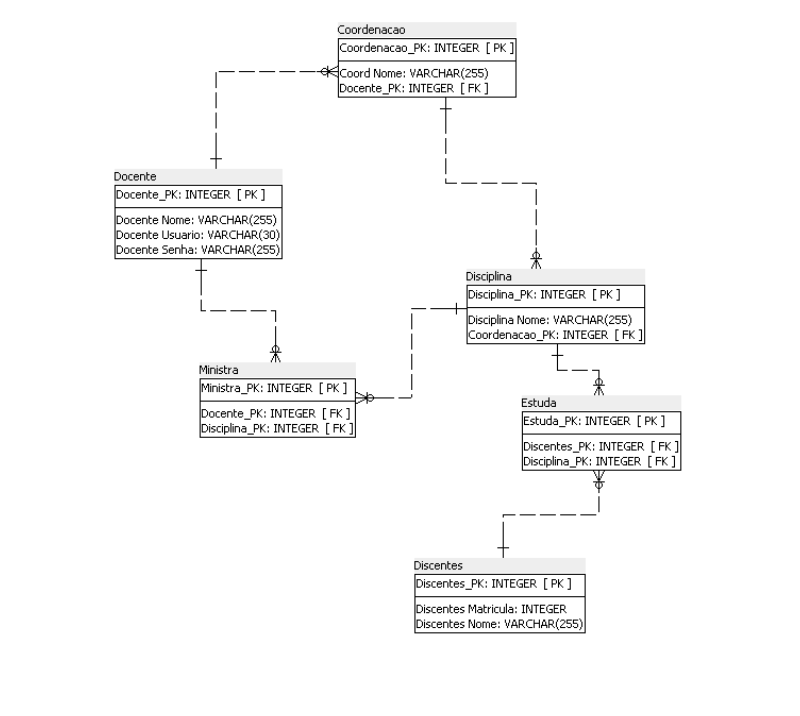 Coordenacao
Coordenacao_PK: INTEGER [ PK ]
Coord Nome: VARCHAR(255)
Docente_PK: INTEGER [ FK ]
Docente
Docente_PK: INTEGER [ PK ]
Docente Nome: VARCHAR(255)
Docente Usuario: VARCHAR(30)
Docente Senha: VARCHAR(255)
Disciplina
Disciplina_PK: INTEGER [ PK ]
Disciplina Nome: VARCHAR(255)
Coordenacao_PK: INTEGER [ FK ]
Ministra
Ministra_PK: INTEGER [ PK ]
Docente_PK: INTEGER [ FK ]
Disciplina_PK: INTEGER [ FK ]
Estuda
Estuda_PK: INTEGER [ PK ]
Discentes_PK: INTEGER [ FK ]
Disciplina_PK: INTEGER [ FK ]
Discentes
Discentes_PK: INTEGER [ PK ]
Discentes Matricula: INTEGER
Discentes Nome: VARCHAR(255)